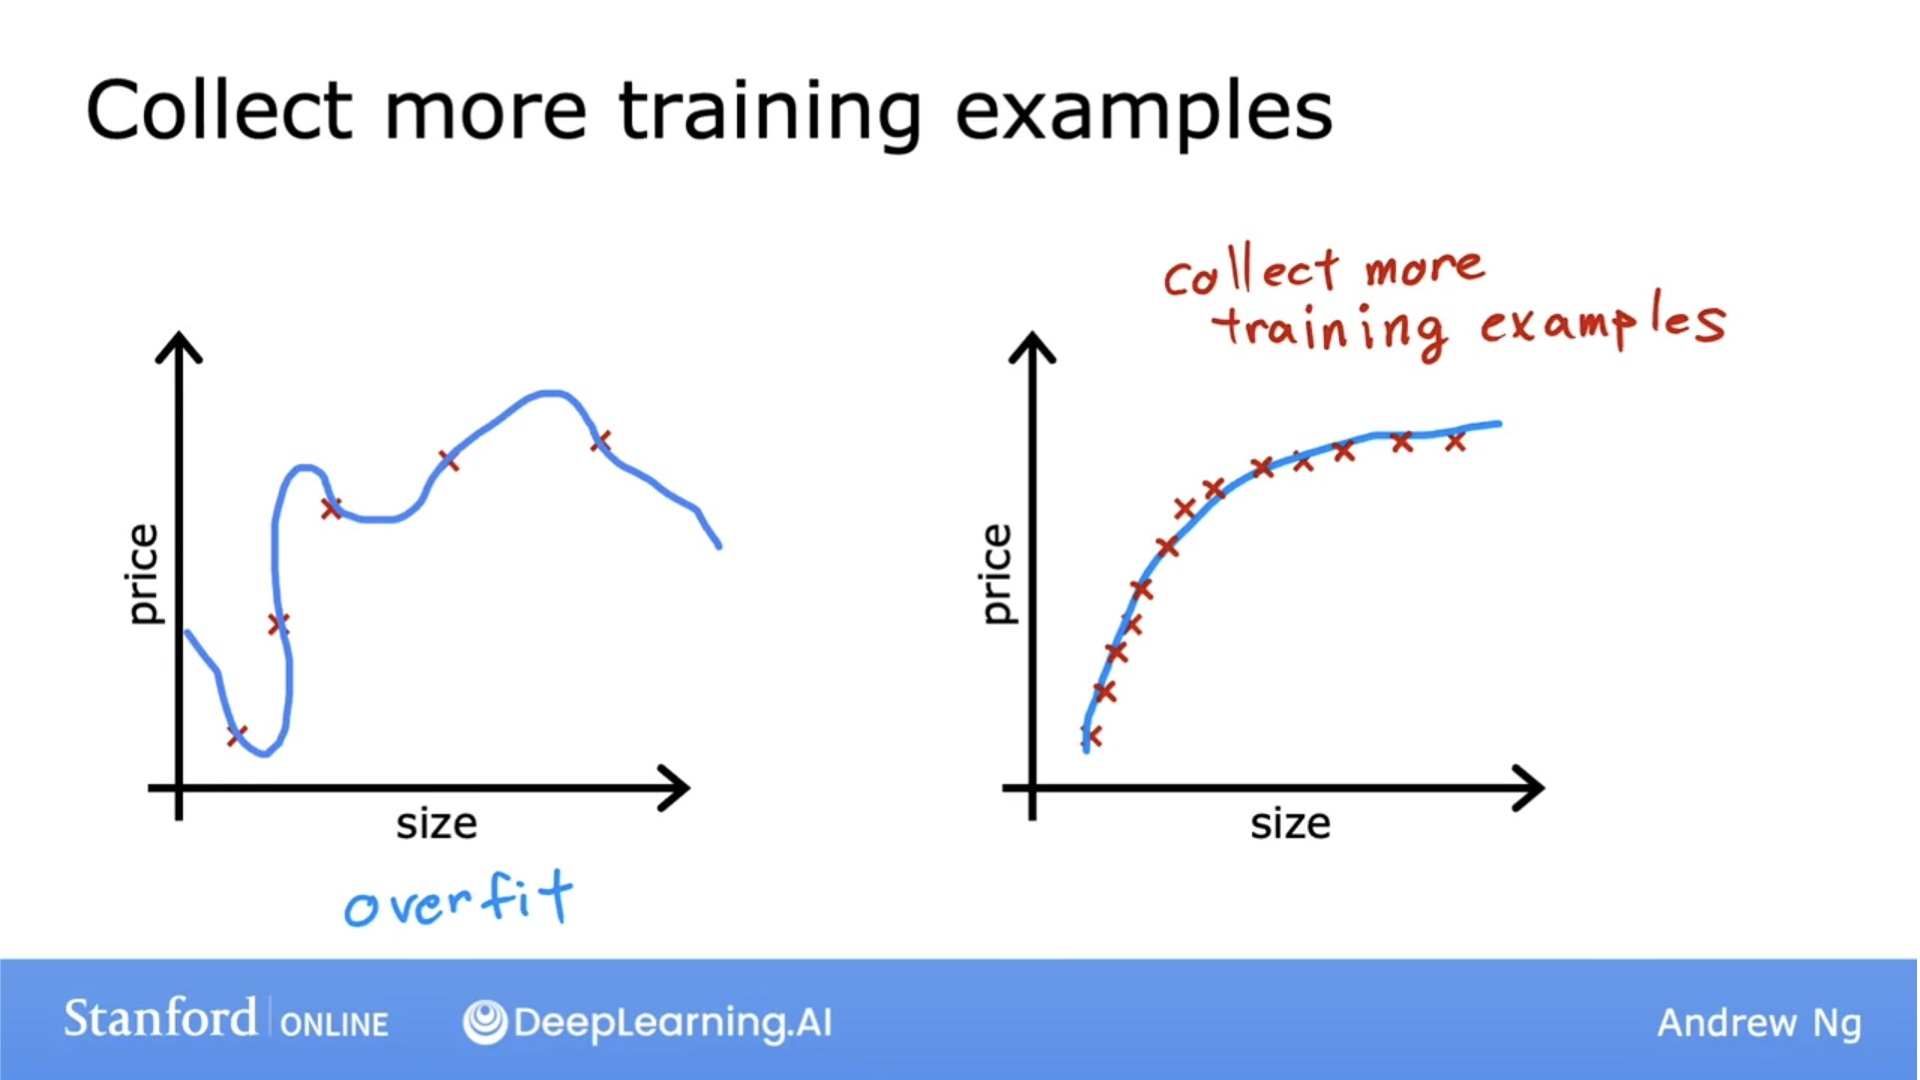 Collect more training examples
collect more
training examples
price
size
overfit
price
size
Stanford | ONLINE
DeepLearning.AI
Andrew Ng